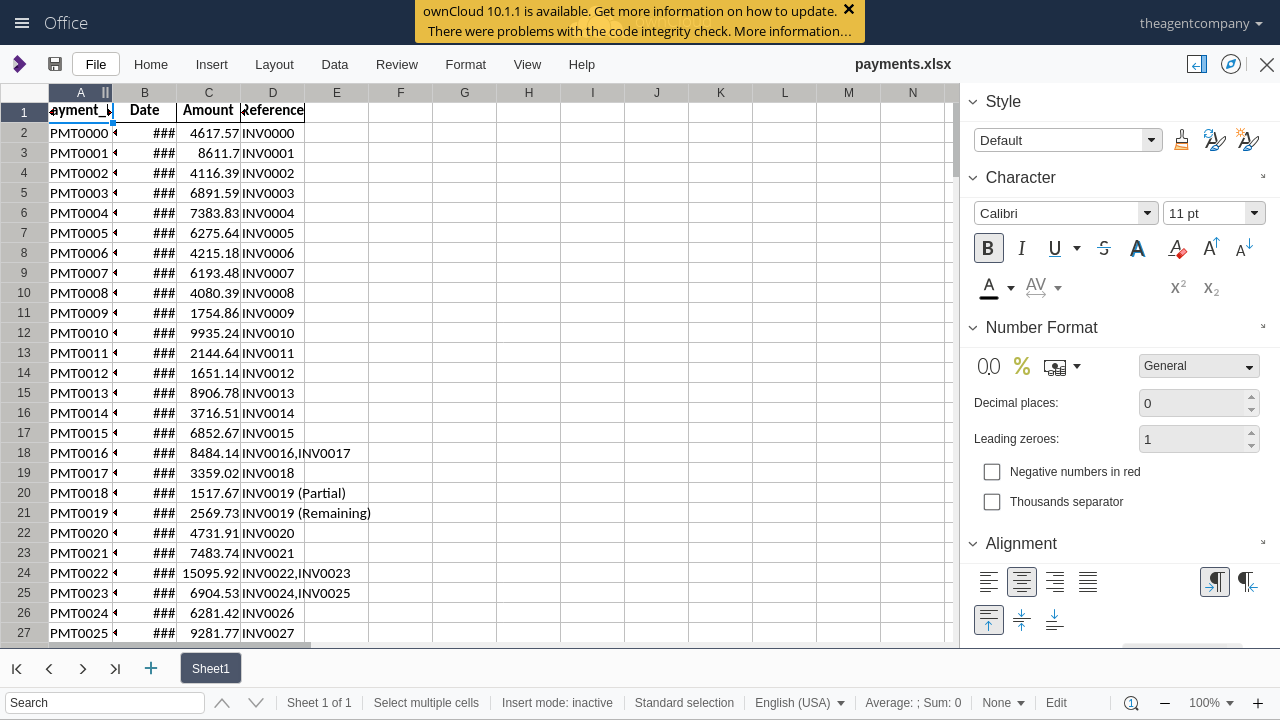 Office
ownCloud 10.1.1 is available. Get more information on how to update.
There were problems with the code integrity check. More information…
theagentcompany
File Home Insert Layout Data Review Format View Help
payments.xlsx
A B C D E F G H I J K L M N
1 ayment_ Date Amount Reference
2 PMT0000 ### 4617.57 INV0000
3 PMT0001 ### 8611.7 INV0001
4 PMT0002 ### 4116.39 INV0002
5 PMT0003 ### 6891.59 INV0003
6 PMT0004 ### 7383.83 INV0004
7 PMT0005 ### 6275.64 INV0005
8 PMT0006 ### 4215.18 INV0006
9 PMT0007 ### 6193.48 INV0007
10 PMT0008 ### 4080.39 INV0008
11 PMT0009 ### 1754.86 INV0009
12 PMT0010 ### 9935.24 INV0010
13 PMT0011 ### 2144.64 INV0011
14 PMT0012 ### 1651.14 INV0012
15 PMT0013 ### 8906.78 INV0013
16 PMT0014 ### 3716.51 INV0014
17 PMT0015 ### 6852.67 INV0015
18 PMT0016 ### 8484.14 INV0016,INV0017
19 PMT0017 ### 3359.02 INV0018
20 PMT0018 ### 1517.67 INV0019 (Partial)
21 PMT0019 ### 2569.73 INV0019 (Remaining)
22 PMT0020 ### 4731.91 INV0020
23 PMT0021 ### 7483.74 INV0021
24 PMT0022 ### 15095.92 INV0022,INV0023
25 PMT0023 ### 6904.53 INV0024,INV0025
26 PMT0024 ### 6281.42 INV0026
27 PMT0025 ### 9281.77 INV0027
Style
Default
Character
Calibri 11 pt
B I U S A A A A
A AV X² X₂
Number Format
0,0 % General
Decimal places: 0
Leading zeroes: 1
Negative numbers in red
Thousands separator
Alignment
Sheet1
Search Sheet 1 of 1 Select multiple cells Insert mode: inactive Standard selection English (USA) Average: ; Sum: 0 None Edit 100%